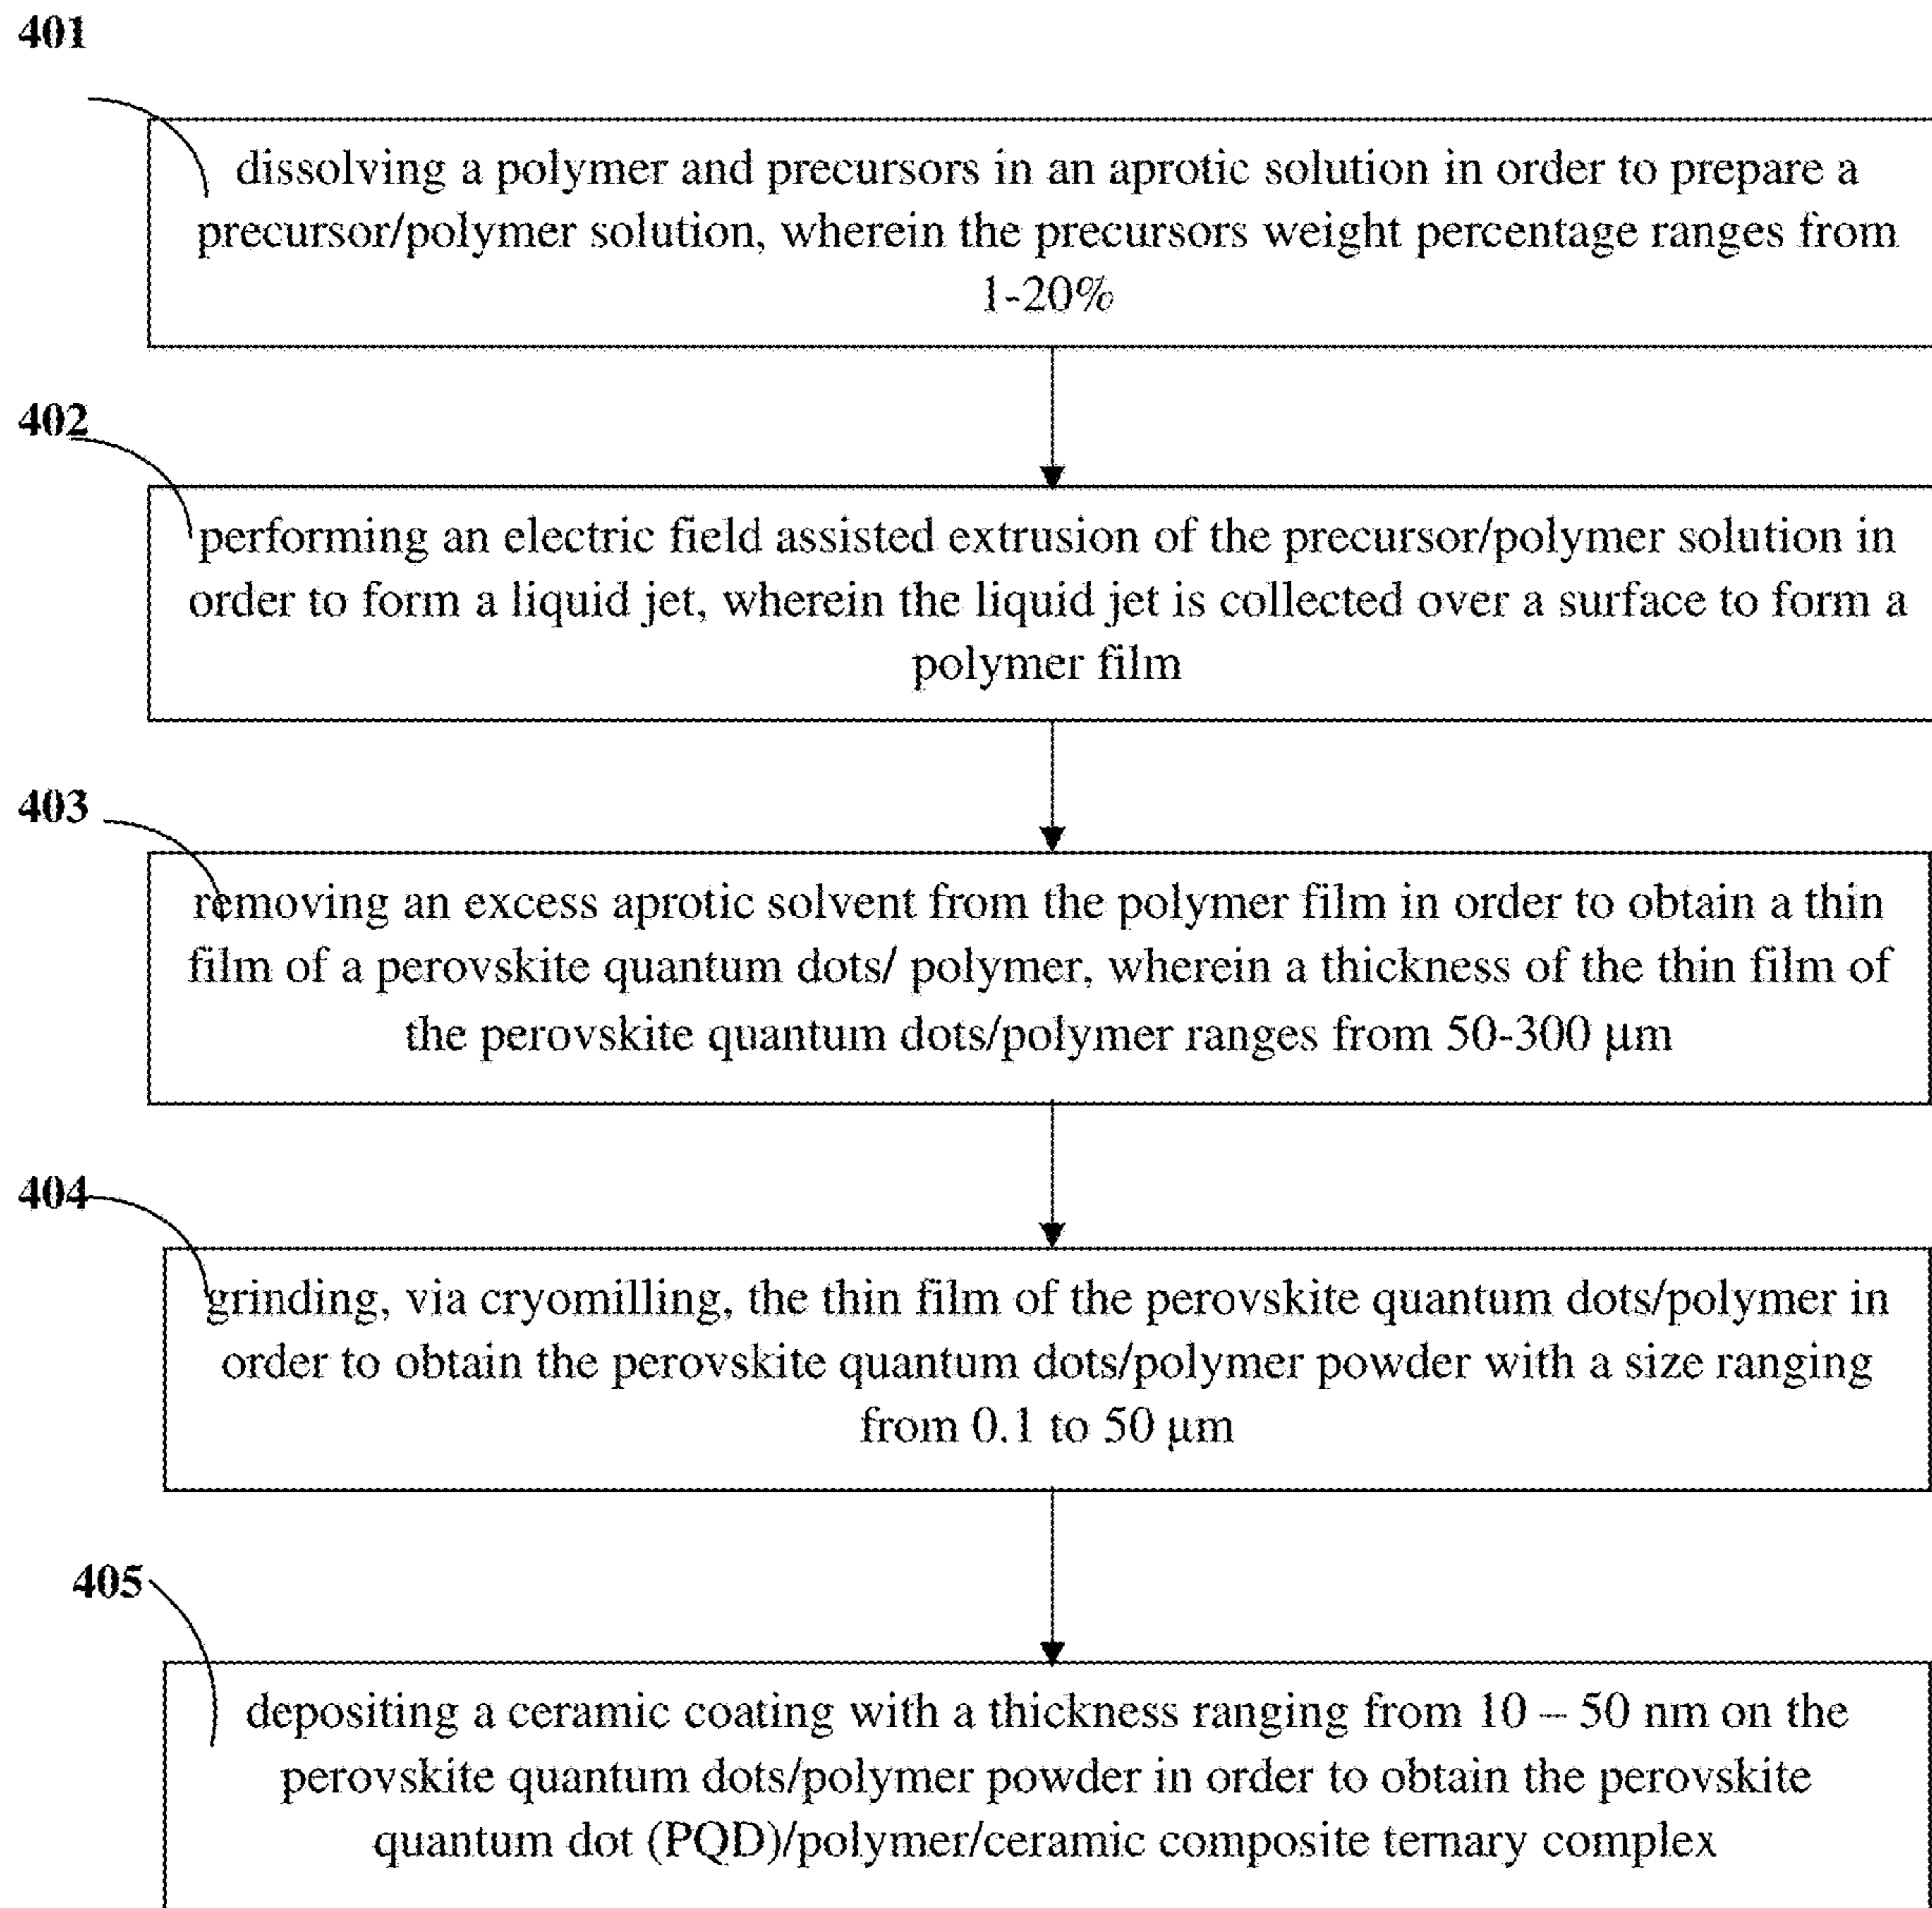 401
dissolving a polymer and precursors in an aprotic solution in order to prepare a
precursor/polymer solution, wherein the precursors weight percentage ranges from
1-20%
402
performing an electric field assisted extrusion of the precursor/polymer solution in
order to form a liquid jet, wherein the liquid jet is collected over a surface to form a
polymer film
403
removing an excess aprotic solvent from the polymer film in order to obtain a thin
film of a perovskite quantum dots/ polymer, wherein a thickness of the thin film of
the perovskite quantum dots/polymer ranges from 50-300 μm
404
grinding, via cryomilling, the thin film of the perovskite quantum dots/polymer in
order to obtain the perovskite quantum dots/polymer powder with a size ranging
from 0.1 to 50 μm
405
depositing a ceramic coating with a thickness ranging from 10 – 50 nm on the
perovskite quantum dots/polymer powder in order to obtain the perovskite
quantum dot (PQD)/polymer/ceramic composite ternary complex